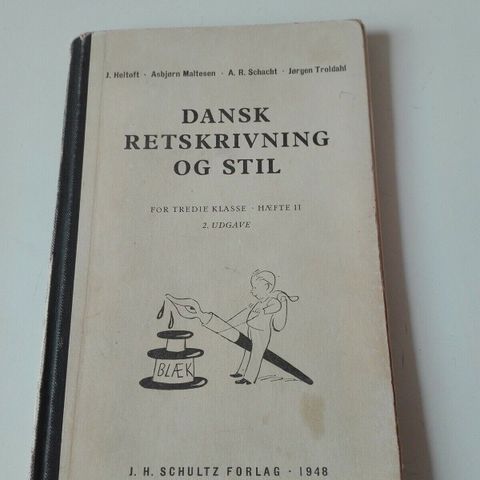 J. Heltoft · Asbjørn Maltesen · A. R. Schacht · Jørgen Troldahl
DANSK
RETSKRIVNING
OG STIL
FOR TREDIE KLASSE · HÆFTE II
2. UDGAVE
BLÆK
J. H. SCHULTZ FORLAG · 1948